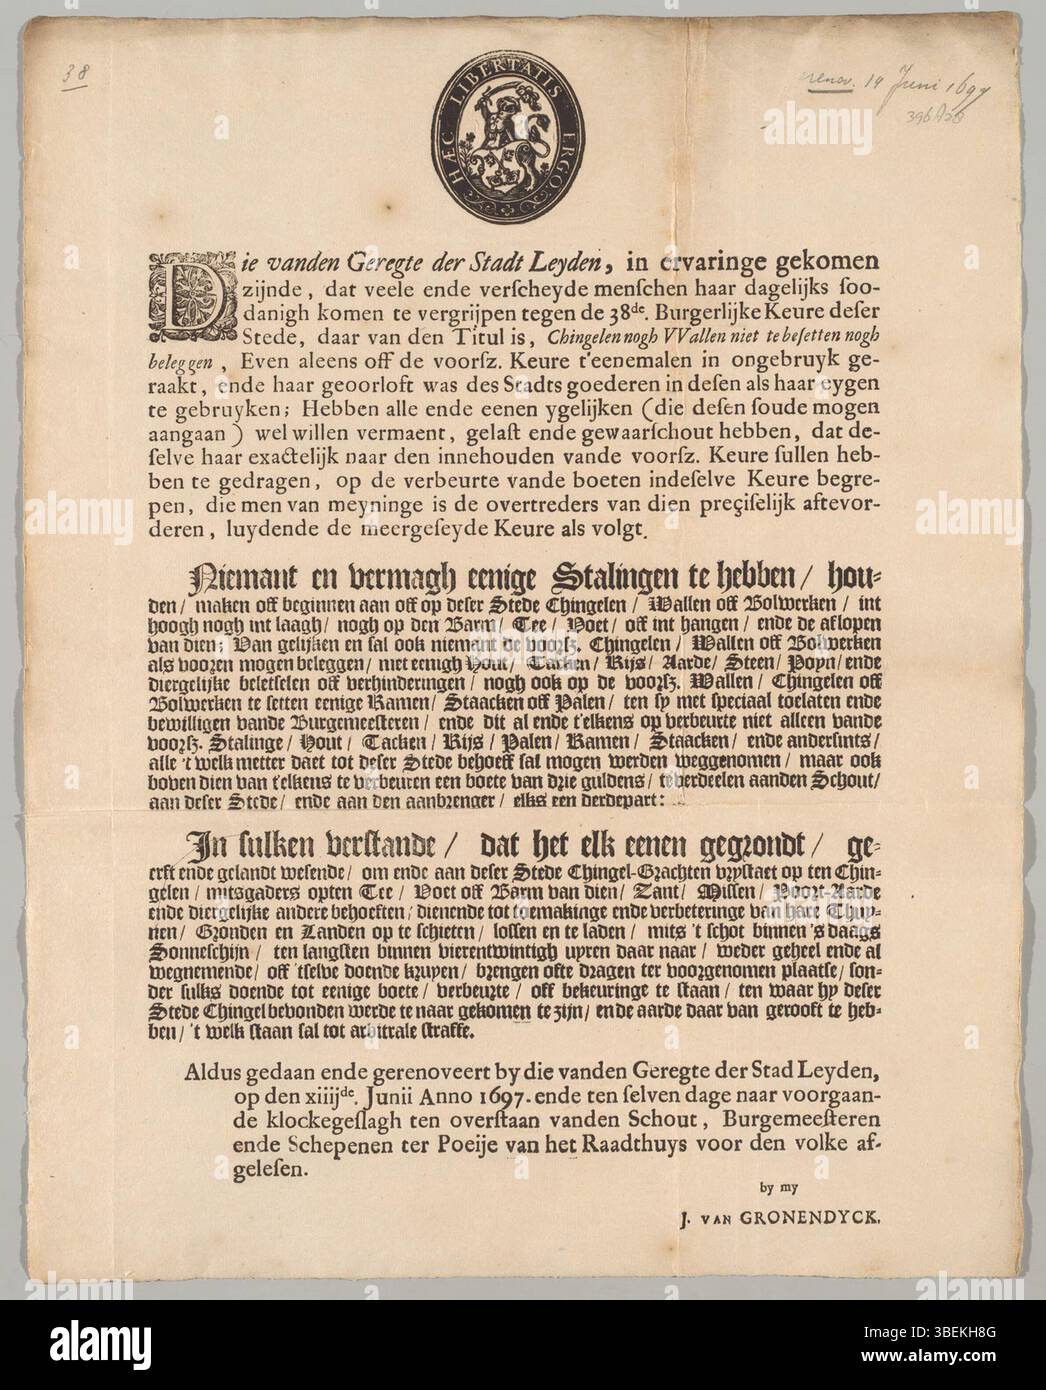 38
renov. 14 Juni 1697
HÆC LIBERTATIS ERGO.
Die vanden Geregte der Stadt Leyden, in ervaringe gekomen
zijnde, dat veele ende verſcheyde menſchen haar dagelijks ſoo-
danigh komen te vergrijpen tegen de 38de. Burgerlijke Keure deſer
Stede, daar van den Titul is, Chingelen nogh VVallen niet te beſetten nogh
beleggen, Even aleens off de voorſz. Keure t'eenemalen in ongebruyk ge-
raakt, ende haar geoorloft was des Stadts goederen in deſen als haar eygen
te gebruyken; Hebben alle ende eenen ygelijken (die deſen ſoude mogen
aangaan) wel willen vermaent, gelaſt ende gewaarſchout hebben, dat de-
ſelve haar exactelijk naar den innehouden vande voorſz. Keure ſullen heb-
ben te gedragen, op de verbeurte vande boeten indeſelve Keure begre-
pen, die men van meyninge is de overtreders van dien preçiſelijk aftevor-
deren, luydende de meergeſeyde Keure als volgt.
Niemant en vermagh eenige Stalingen te hebben / hou-
den / maken off beginnen aan off op deſer Stede Chingelen / Wallen off Bolwerken / int
hoogh nogh int laagh / nogh op den Barm / Tee / Voet / off int hangen / ende de aflopen
van dien; Van gelijken en ſal ook niemant de voorſz. Chingelen / Wallen off Bolwerken
als vooren mogen beleggen / met eenigh Hout / Tacken / Rijs / Aarde / Steen / Poyn / ende
diergelijke beletſelen off verhinderingen / nogh ook op de voorſz. Wallen / Chingelen off
Bolwerken te ſetten eenige Ramen / Staacken off Palen / ten ſy met ſpeciaal toelaten ende
bewilligen vande Burgemeeſteren / ende dit al ende t'elkens op verbeurte niet alleen vande
voorſz. Stalinge / Hout / Tacken / Rijs / Palen / Ramen / Staacken / ende anderſints /
alle 't welk metter daet tot deſer Stede behoeff ſal mogen werden weggenomen / maar ook
boven dien van t'elkens te verbeuren een boete van drie guldens / te verdeelen aanden Schout /
aan deſer Stede / ende aan den aanbrenger / elks een derdepart:
In ſulken verſtande / dat het elk eenen gegrondt / ge-
erft ende gelandt weſende / om ende aan deſer Stede Chingel-Grachten vryſtaet op ten Chin-
gelen / mitsgaders opten Tee / Voet off Barm van dien / Zant / Miſſen / Poort-Aarde
ende diergelijke andere behoeften / dienende tot toemakinge ende verbeteringe van hare Thuy-
nen / Gronden en Landen op te ſchieten / loſſen en te laden / mits 't ſchot binnen 's daags
Sonneſchijn / ten langſten binnen vierentwintigh uyren daar naar / weder geheel ende al
wegnemende / off 'tſelve doende kruyen / brengen ofte dragen ter voorgenomen plaatſe / ſon-
der ſulks doende tot eenige boete / verbeurte / off bekeuringe te ſtaan / ten waar hy deſer
Stede Chingel bevonden werde te naar gekomen te zijn / ende aarde daar van gerooft te heb-
ben / 't welk ſtaan ſal tot arbitrale ſtraffe.
Aldus gedaan ende gerenoveert by die vanden Geregte der Stad Leyden,
op den xiiijde. Junii Anno 1697. ende ten ſelven dage naar voorgaan-
de klockegeſlagh ten overſtaan vanden Schout, Burgemeeſteren
ende Schepenen ter Poeije van het Raadthuys voor den volke af-
geleſen.
by my
J. VAN GRONENDYCK.
alamy
Image ID: 3BEKH8G
www.alamy.com